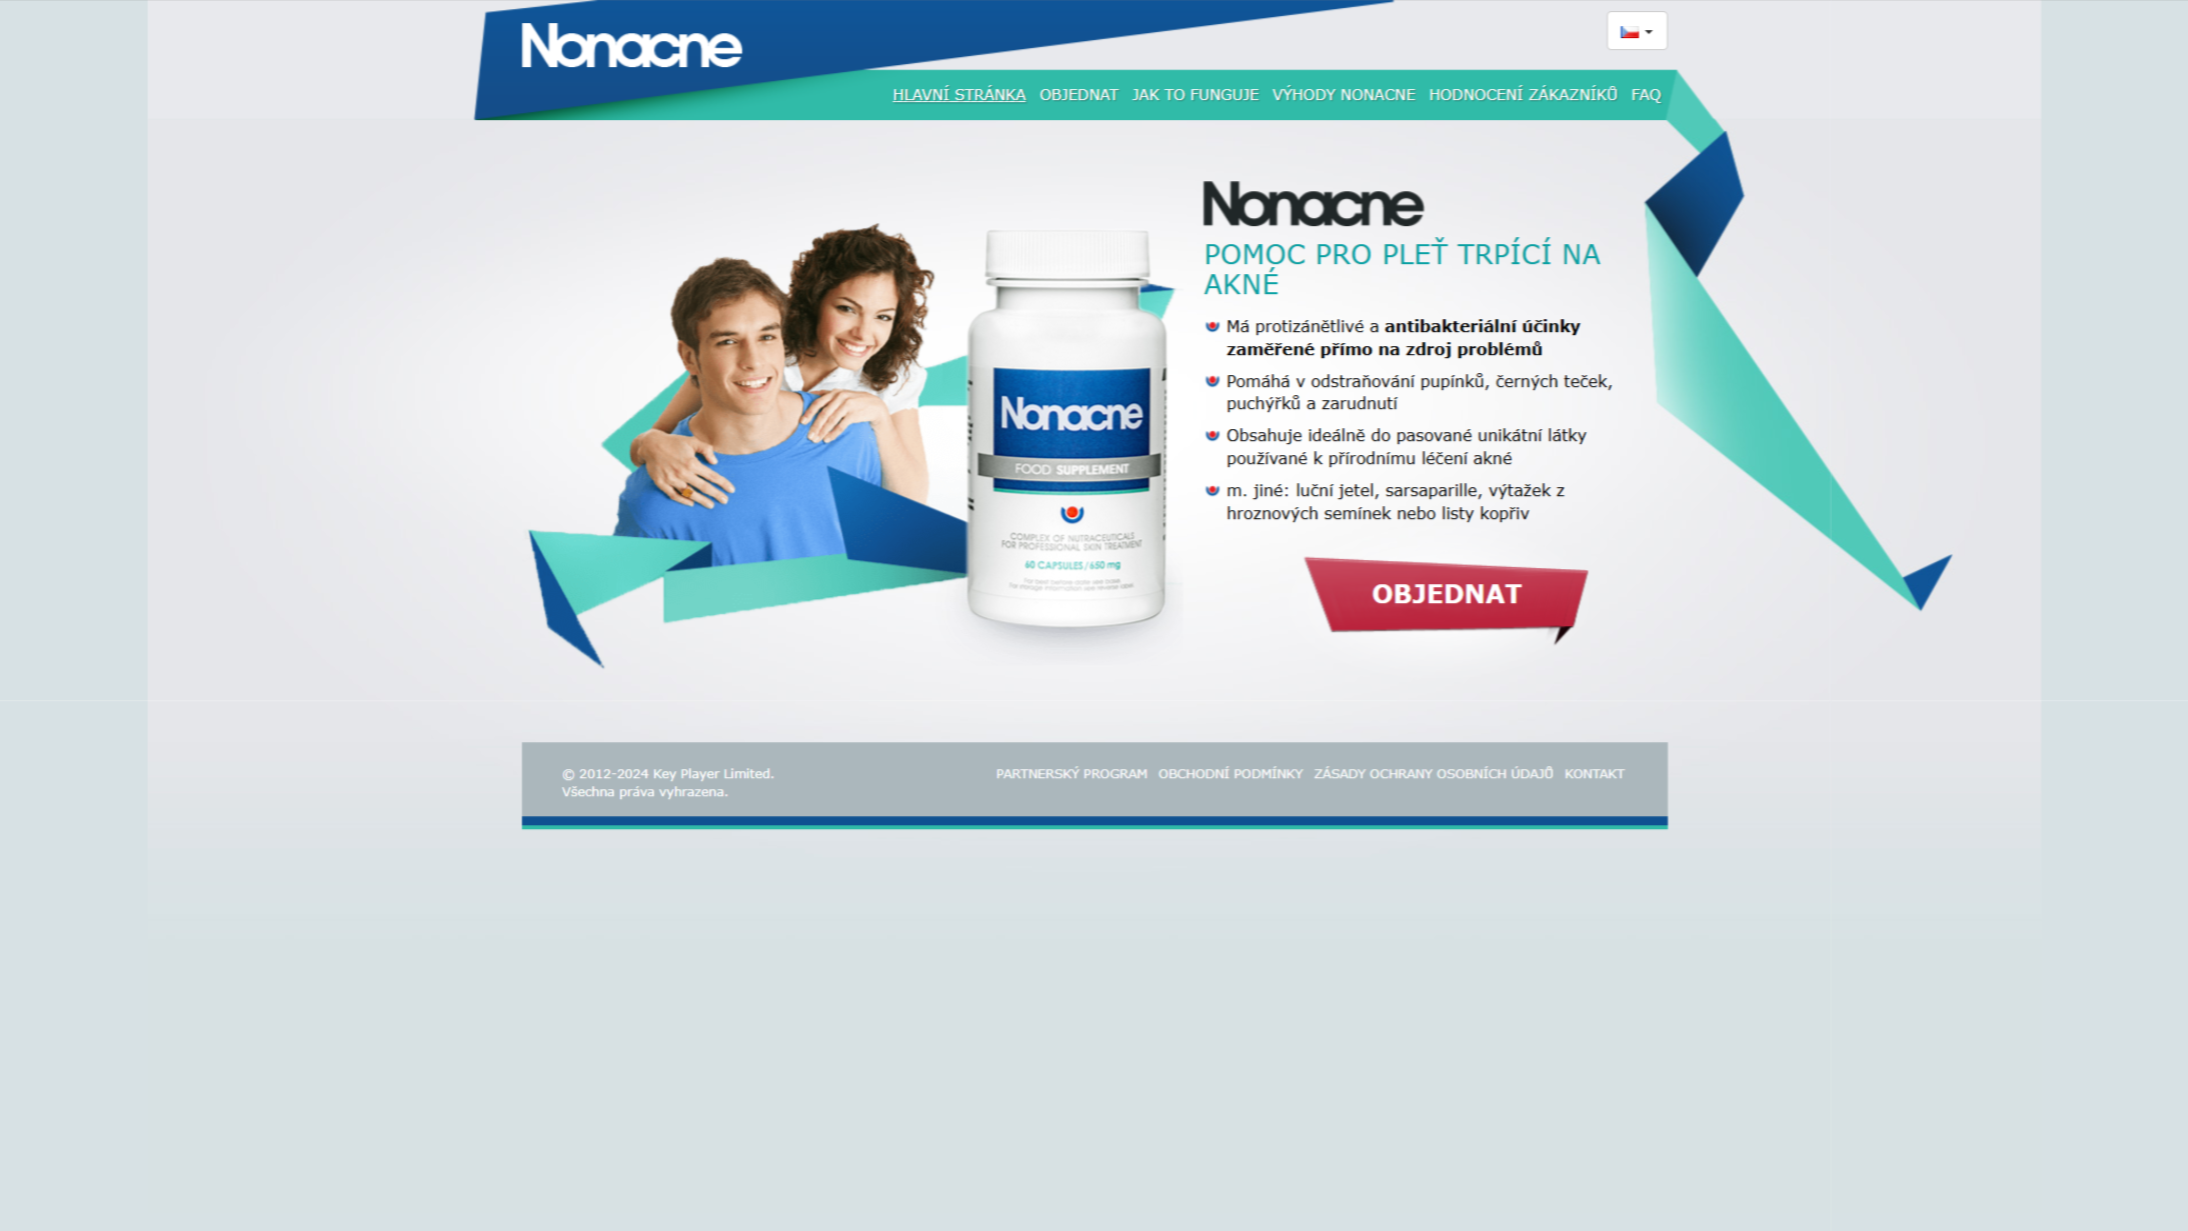 Nonacne
HLAVNÍ STRÁNKA OBJEDNAT JAK TO FUNGUJE VÝHODY NONACNE HODNOCENÍ ZÁKAZNÍKŮ FAQ
Nonacne
POMOC PRO PLEŤ TRPÍCÍ NA
AKNÉ
Má protizánětlivé a antibakteriální účinky
zaměřené přímo na zdroj problémů
Pomáhá v odstraňování pupínků, černých teček,
puchýřků a zarudnutí
Obsahuje ideálně do pasované unikátní látky
používané k přírodnímu léčení akné
m. jiné: luční jetel, sarsaparille, výtažek z
hroznových semínek nebo listy kopřiv
OBJEDNAT
Nonacne
FOOD SUPPLEMENT
COMPLEX OF NUTRACEUTICALS
FOR PROFESSIONAL SKIN TREATMENT
60 CAPSULES/650 mg
© 2012-2024 Key Player Limited.
Všechna práva vyhrazena.
PARTNERSKÝ PROGRAM OBCHODNÍ PODMÍNKY ZÁSADY OCHRANY OSOBNÍCH ÚDAJŮ KONTAKT